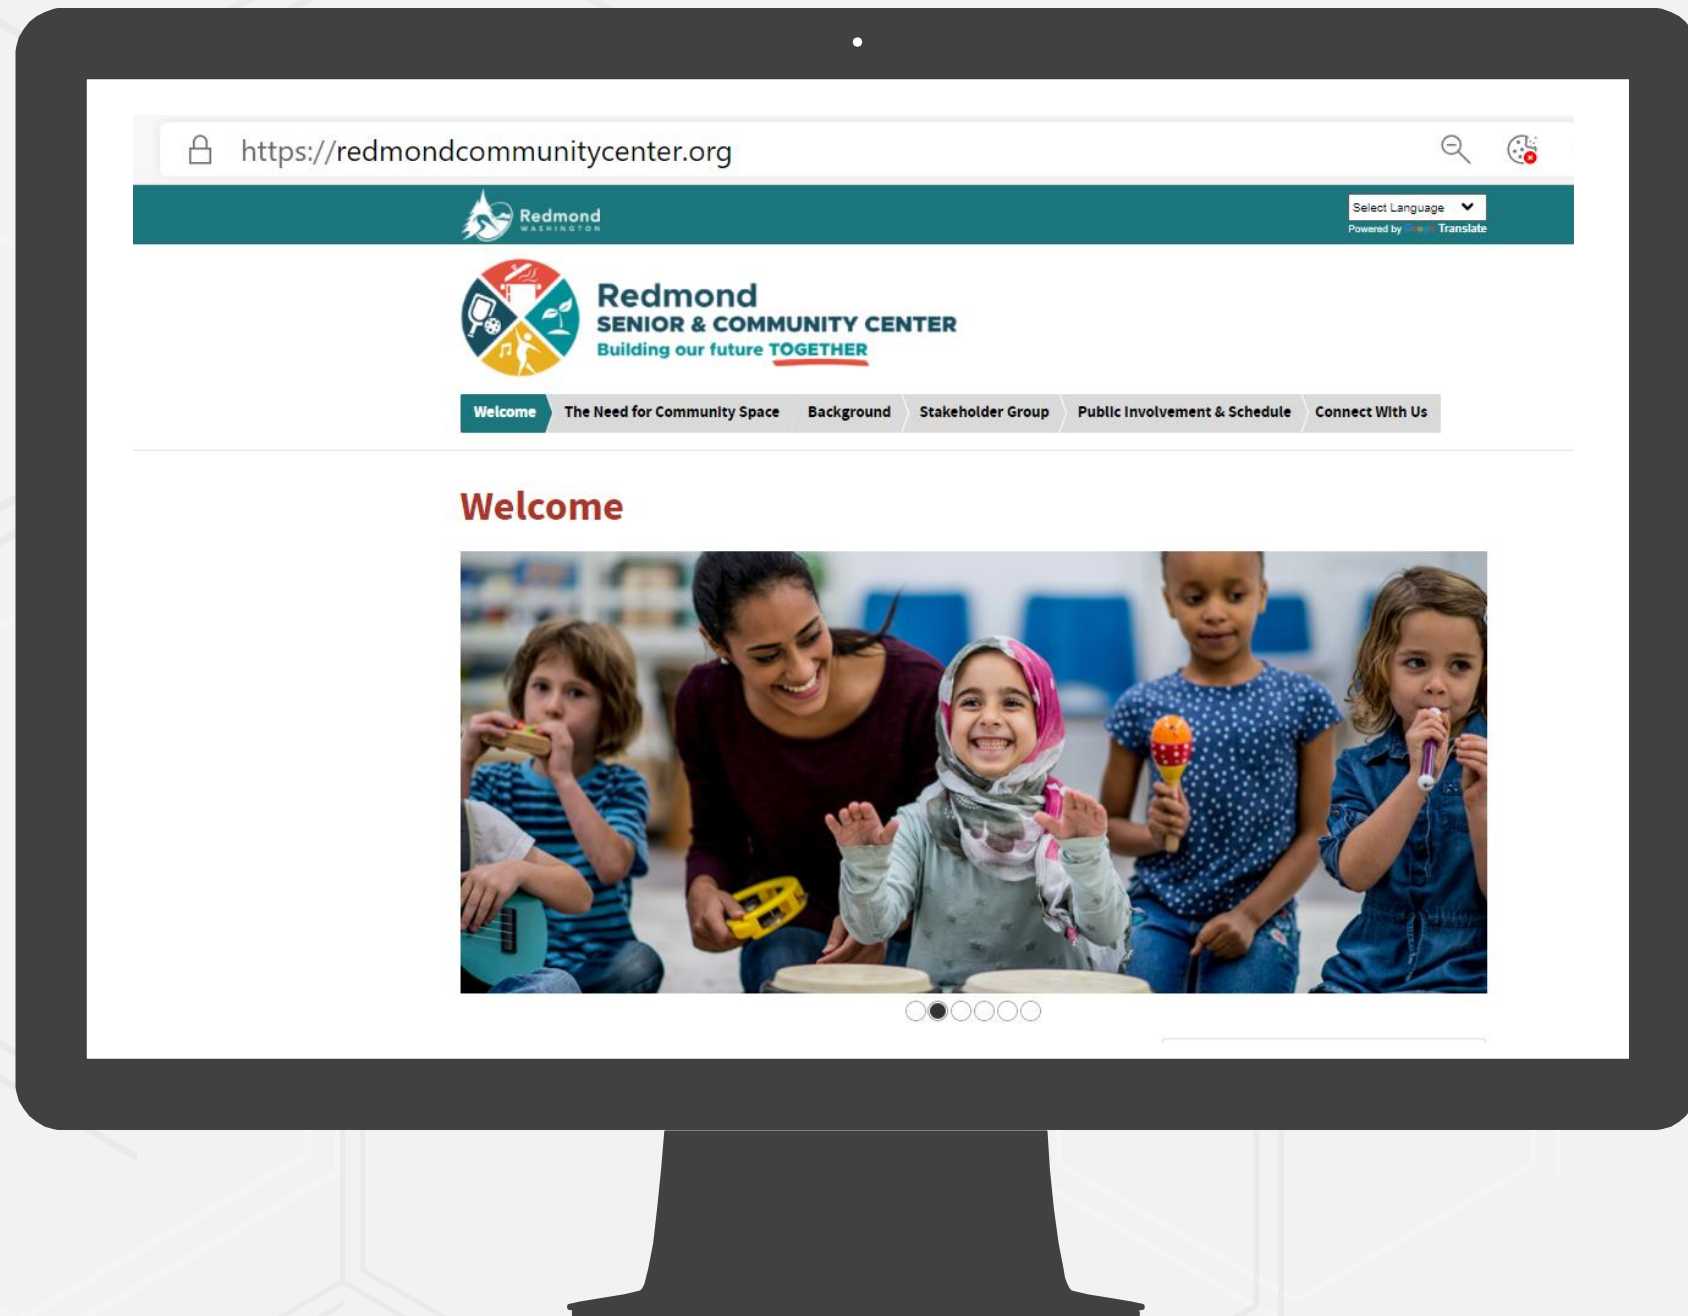 https://redmondcommunitycenter.org
Redmond
WASHINGTON
Select Language
Powered by Google Translate
Redmond
SENIOR & COMMUNITY CENTER
Building our future TOGETHER
Welcome The Need for Community Space Background Stakeholder Group Public Involvement & Schedule Connect With Us
Welcome